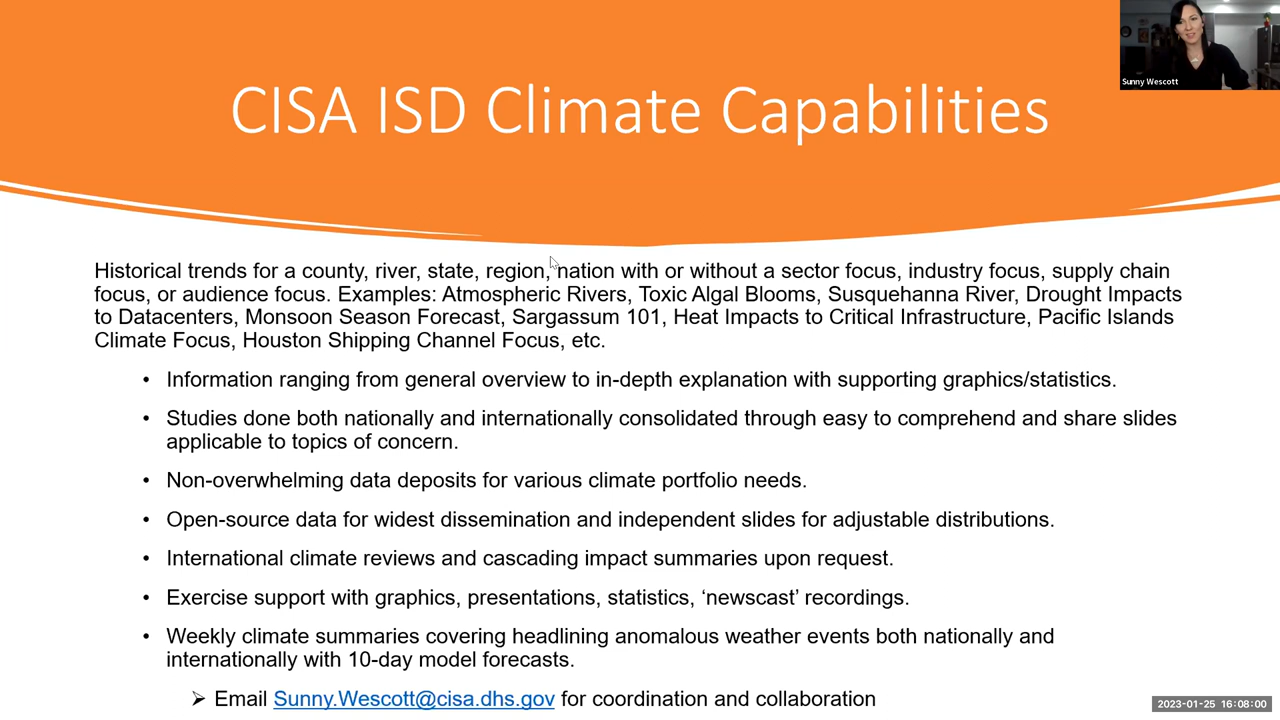 Sunny Wescott
CISA ISD Climate Capabilities
Historical trends for a county, river, state, region, nation with or without a sector focus, industry focus, supply chain
focus, or audience focus. Examples: Atmospheric Rivers, Toxic Algal Blooms, Susquehanna River, Drought Impacts
to Datacenters, Monsoon Season Forecast, Sargassum 101, Heat Impacts to Critical Infrastructure, Pacific Islands
Climate Focus, Houston Shipping Channel Focus, etc.
• Information ranging from general overview to in-depth explanation with supporting graphics/statistics.
• Studies done both nationally and internationally consolidated through easy to comprehend and share slides
applicable to topics of concern.
• Non-overwhelming data deposits for various climate portfolio needs.
• Open-source data for widest dissemination and independent slides for adjustable distributions.
• International climate reviews and cascading impact summaries upon request.
• Exercise support with graphics, presentations, statistics, ‘newscast’ recordings.
• Weekly climate summaries covering headlining anomalous weather events both nationally and
internationally with 10-day model forecasts.
➢ Email Sunny.Wescott@cisa.dhs.gov for coordination and collaboration
2023-01-25 16:08:00